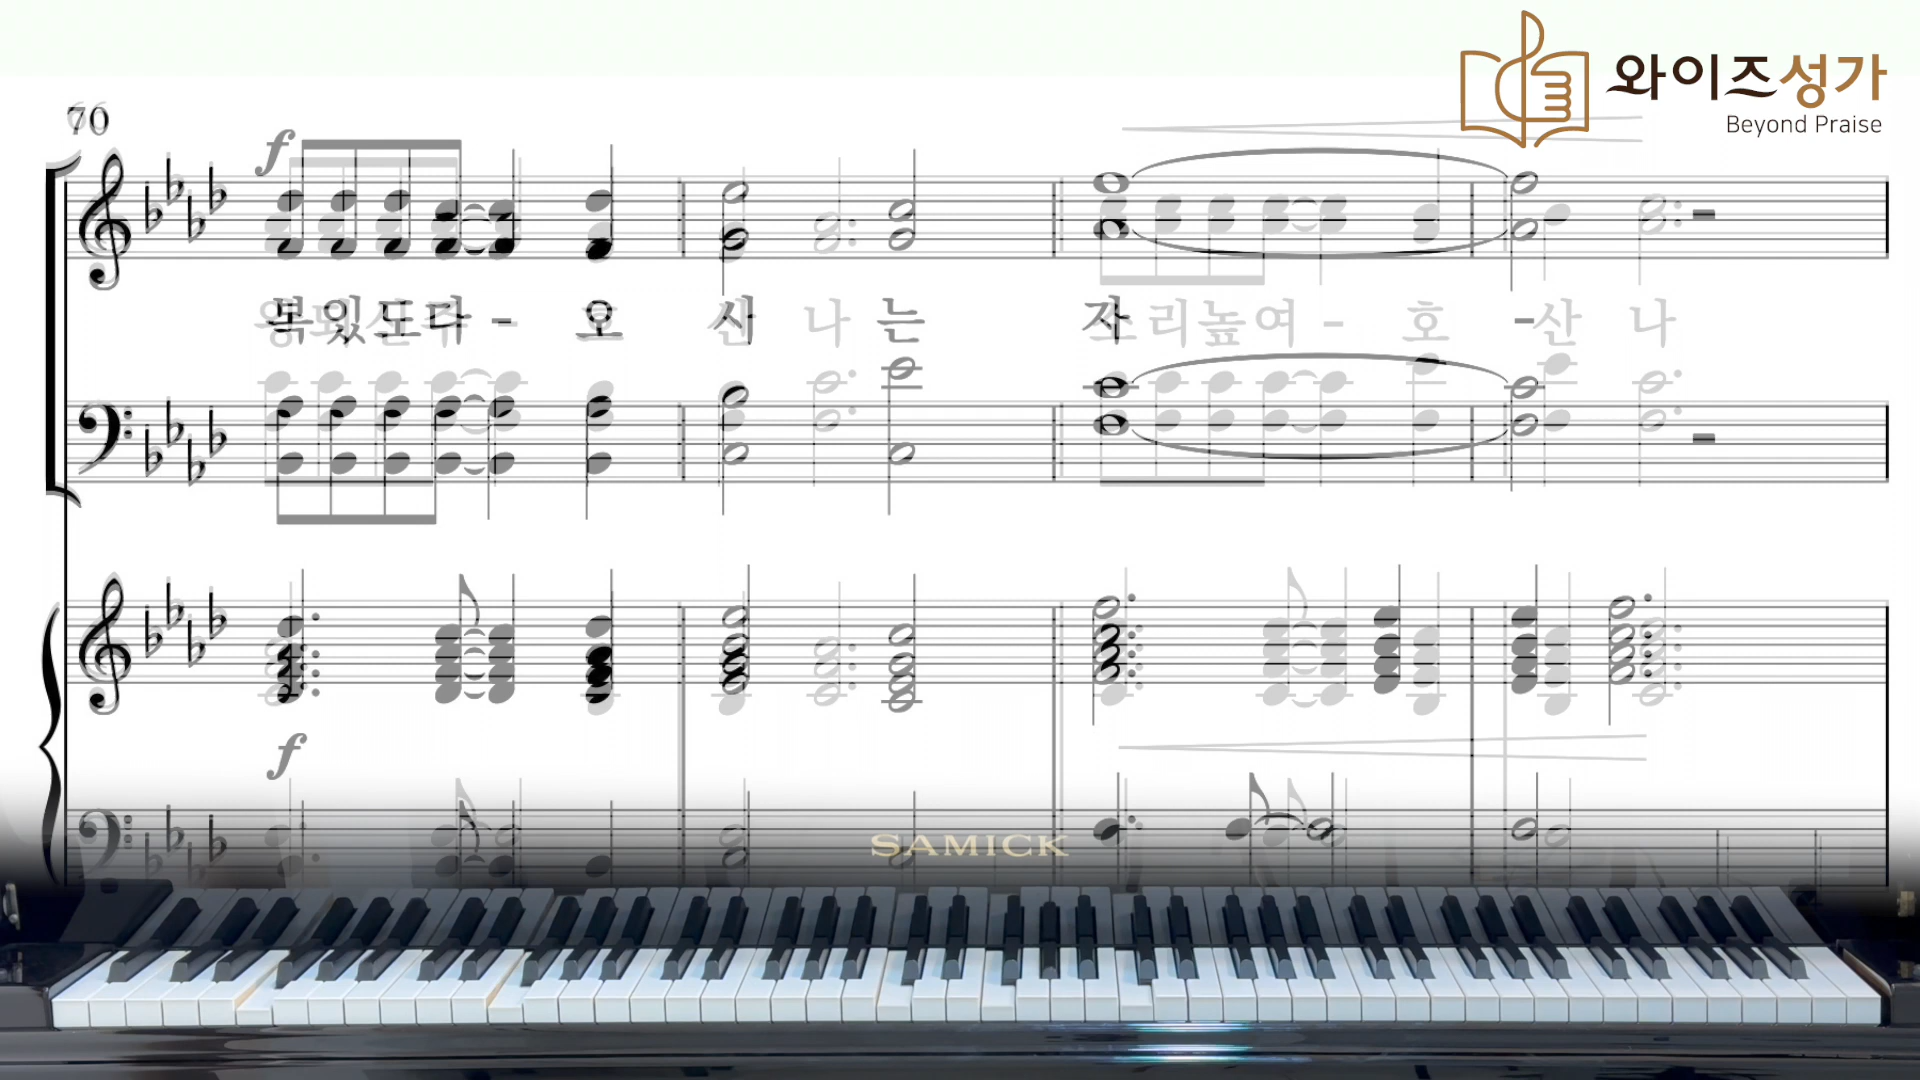 와이즈성가
Beyond Praise
70
f
복있도다 - 오 시 는 자 -
소리높여 - 호 산 나
f
SAMICK